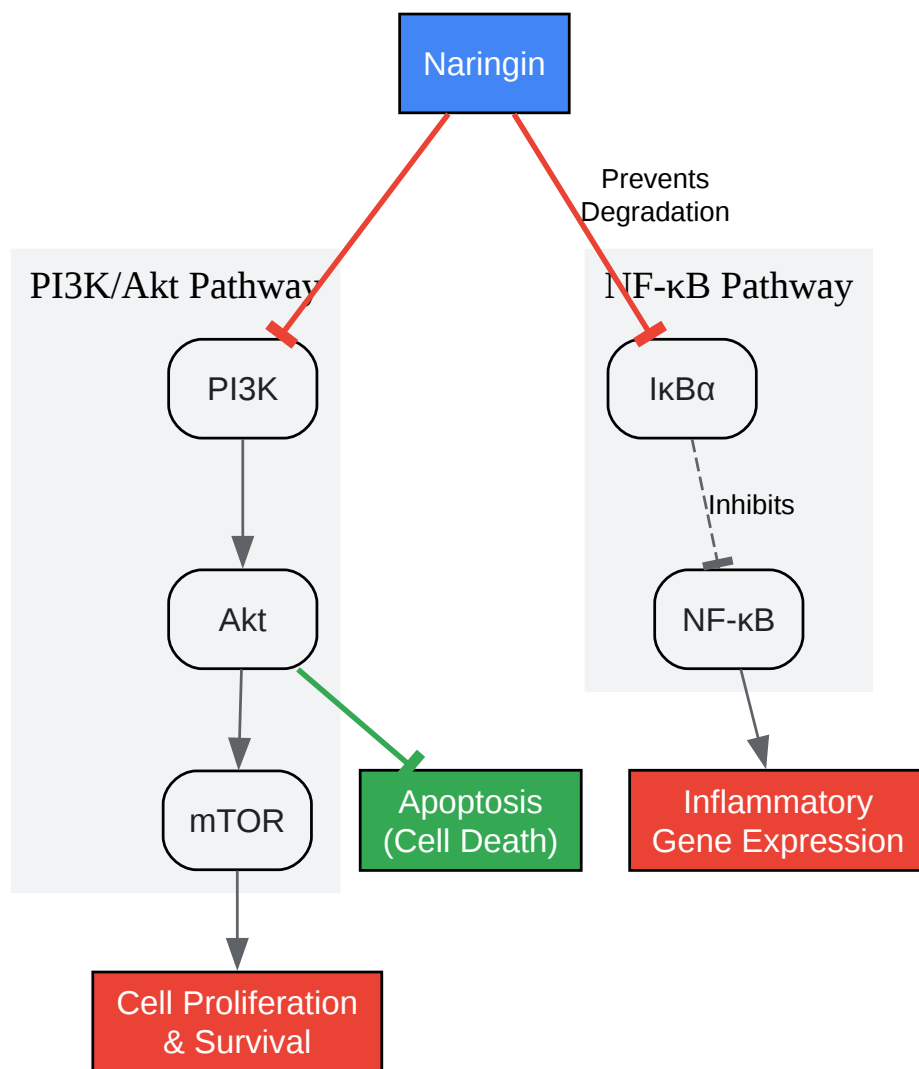 Naringin
Prevents
Degradation
PI3K/Akt Pathway
NF-κB Pathway
PI3K
IκBα
Inhibits
Akt
NF-κB
mTOR
Apoptosis
(Cell Death)
Inflammatory
Gene Expression
Cell Proliferation
& Survival